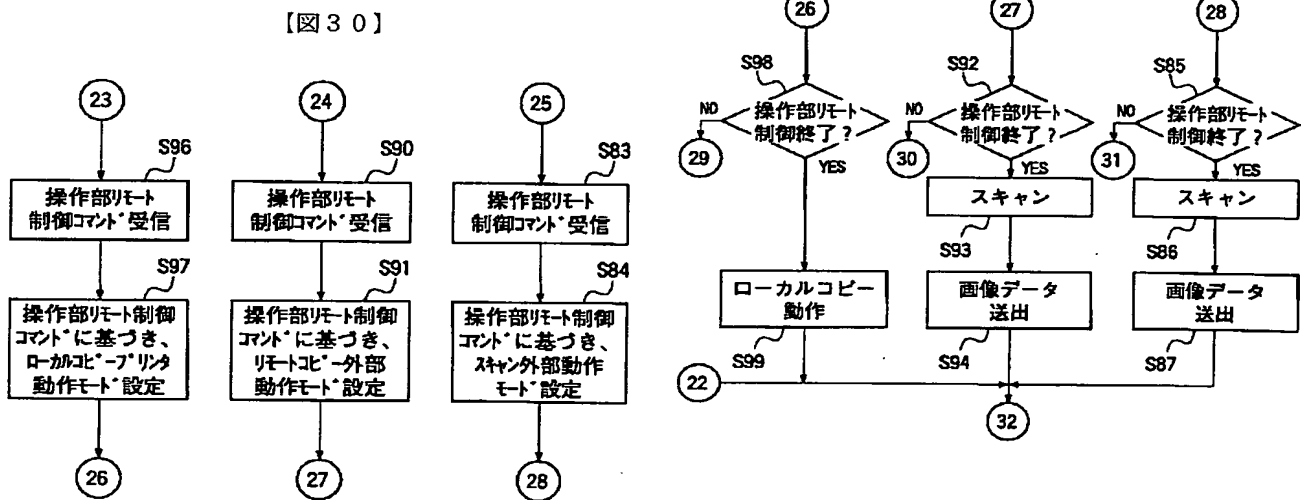 【図30】
23
S96
操作部リモート
制御コマンド受信
S97
操作部リモート制御
コマンドに基づき、
ローカルコピープリンタ
動作モード設定
26
24
S90
操作部リモート
制御コマンド受信
S91
操作部リモート制御
コマンドに基づき、
リモートコピー外部
動作モード設定
27
25
S83
操作部リモート
制御コマンド受信
S84
操作部リモート制御
コマンドに基づき、
スキャン外部動作
モード設定
28
26
S98
操作部リモート
制御終了?
NO
29
YES
ローカルコピー
動作
S99
22
27
S92
操作部リモート
制御終了?
NO
30
YES
スキャン
S93
画像データ
送出
S94
32
28
S85
操作部リモート
制御終了?
NO
31
YES
スキャン
S86
画像データ
送出
S87